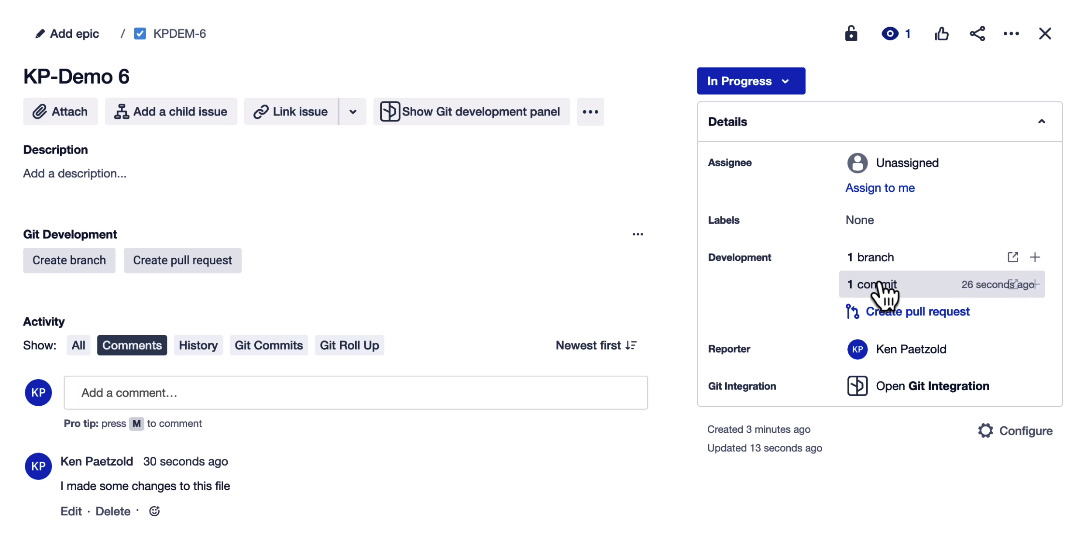 Add epic / KPDEM-6
1
KP-Demo 6
Attach Add a child issue Link issue Show Git development panel
Description
Add a description...
Git Development
Create branch Create pull request
Activity
Show: All Comments History Git Commits Git Roll Up Newest first
KP Add a comment...
Pro tip: press M to comment
KP Ken Paetzold 30 seconds ago
I made some changes to this file
Edit · Delete ·
In Progress
Details
Assignee Unassigned
Assign to me
Labels None
Development 1 branch
1 commit 26 seconds ago
Create pull request
Reporter KP Ken Paetzold
Git Integration Open Git Integration
Created 3 minutes ago
Configure
Updated 13 seconds ago